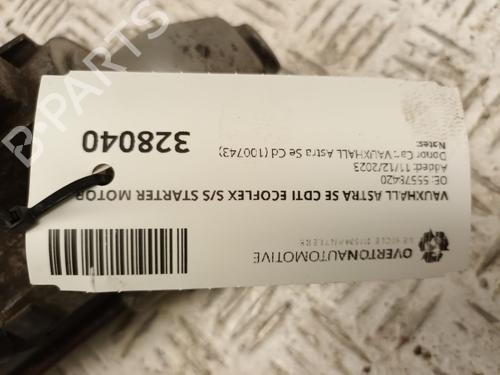 OVERTONAUTOMOTIVE
VEHICLE DISMANTLERS
VAUXHALL ASTRA SE CDTI ECOFLEX S/S STARTER MOTOR
OE: 55578420
Added: 11/12/2023
Donor Car: VAUXHALL Astra Se Cd (100743)
Notes:
328040
B-PARTS